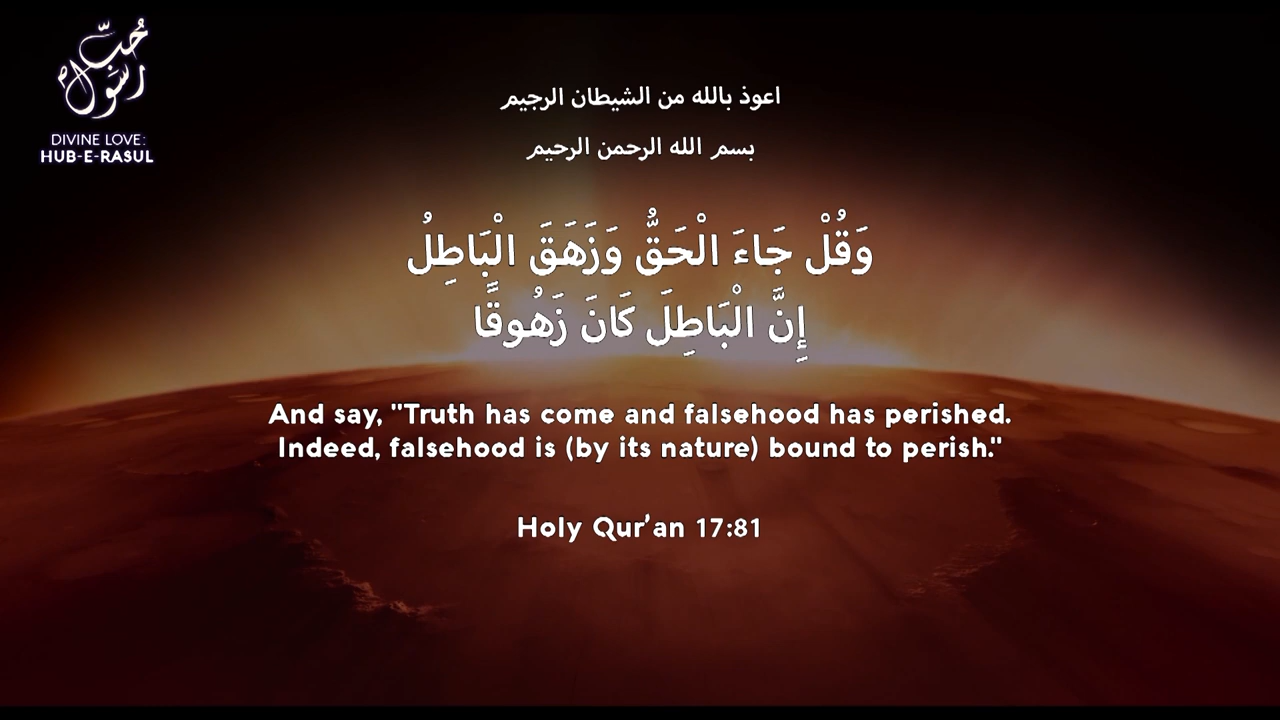 حُبِّ
رَسُوْل
DIVINE LOVE:
HUB-E-RASUL
اعوذ بالله من الشيطان الرجيم
بسم الله الرحمن الرحيم
وَقُلْ جَاءَ الْحَقُّ وَزَهَقَ الْبَاطِلُ
إِنَّ الْبَاطِلَ كَانَ زَهُوقًا
And say, "Truth has come and falsehood has perished.
Indeed, falsehood is (by its nature) bound to perish."
Holy Qur'an 17:81